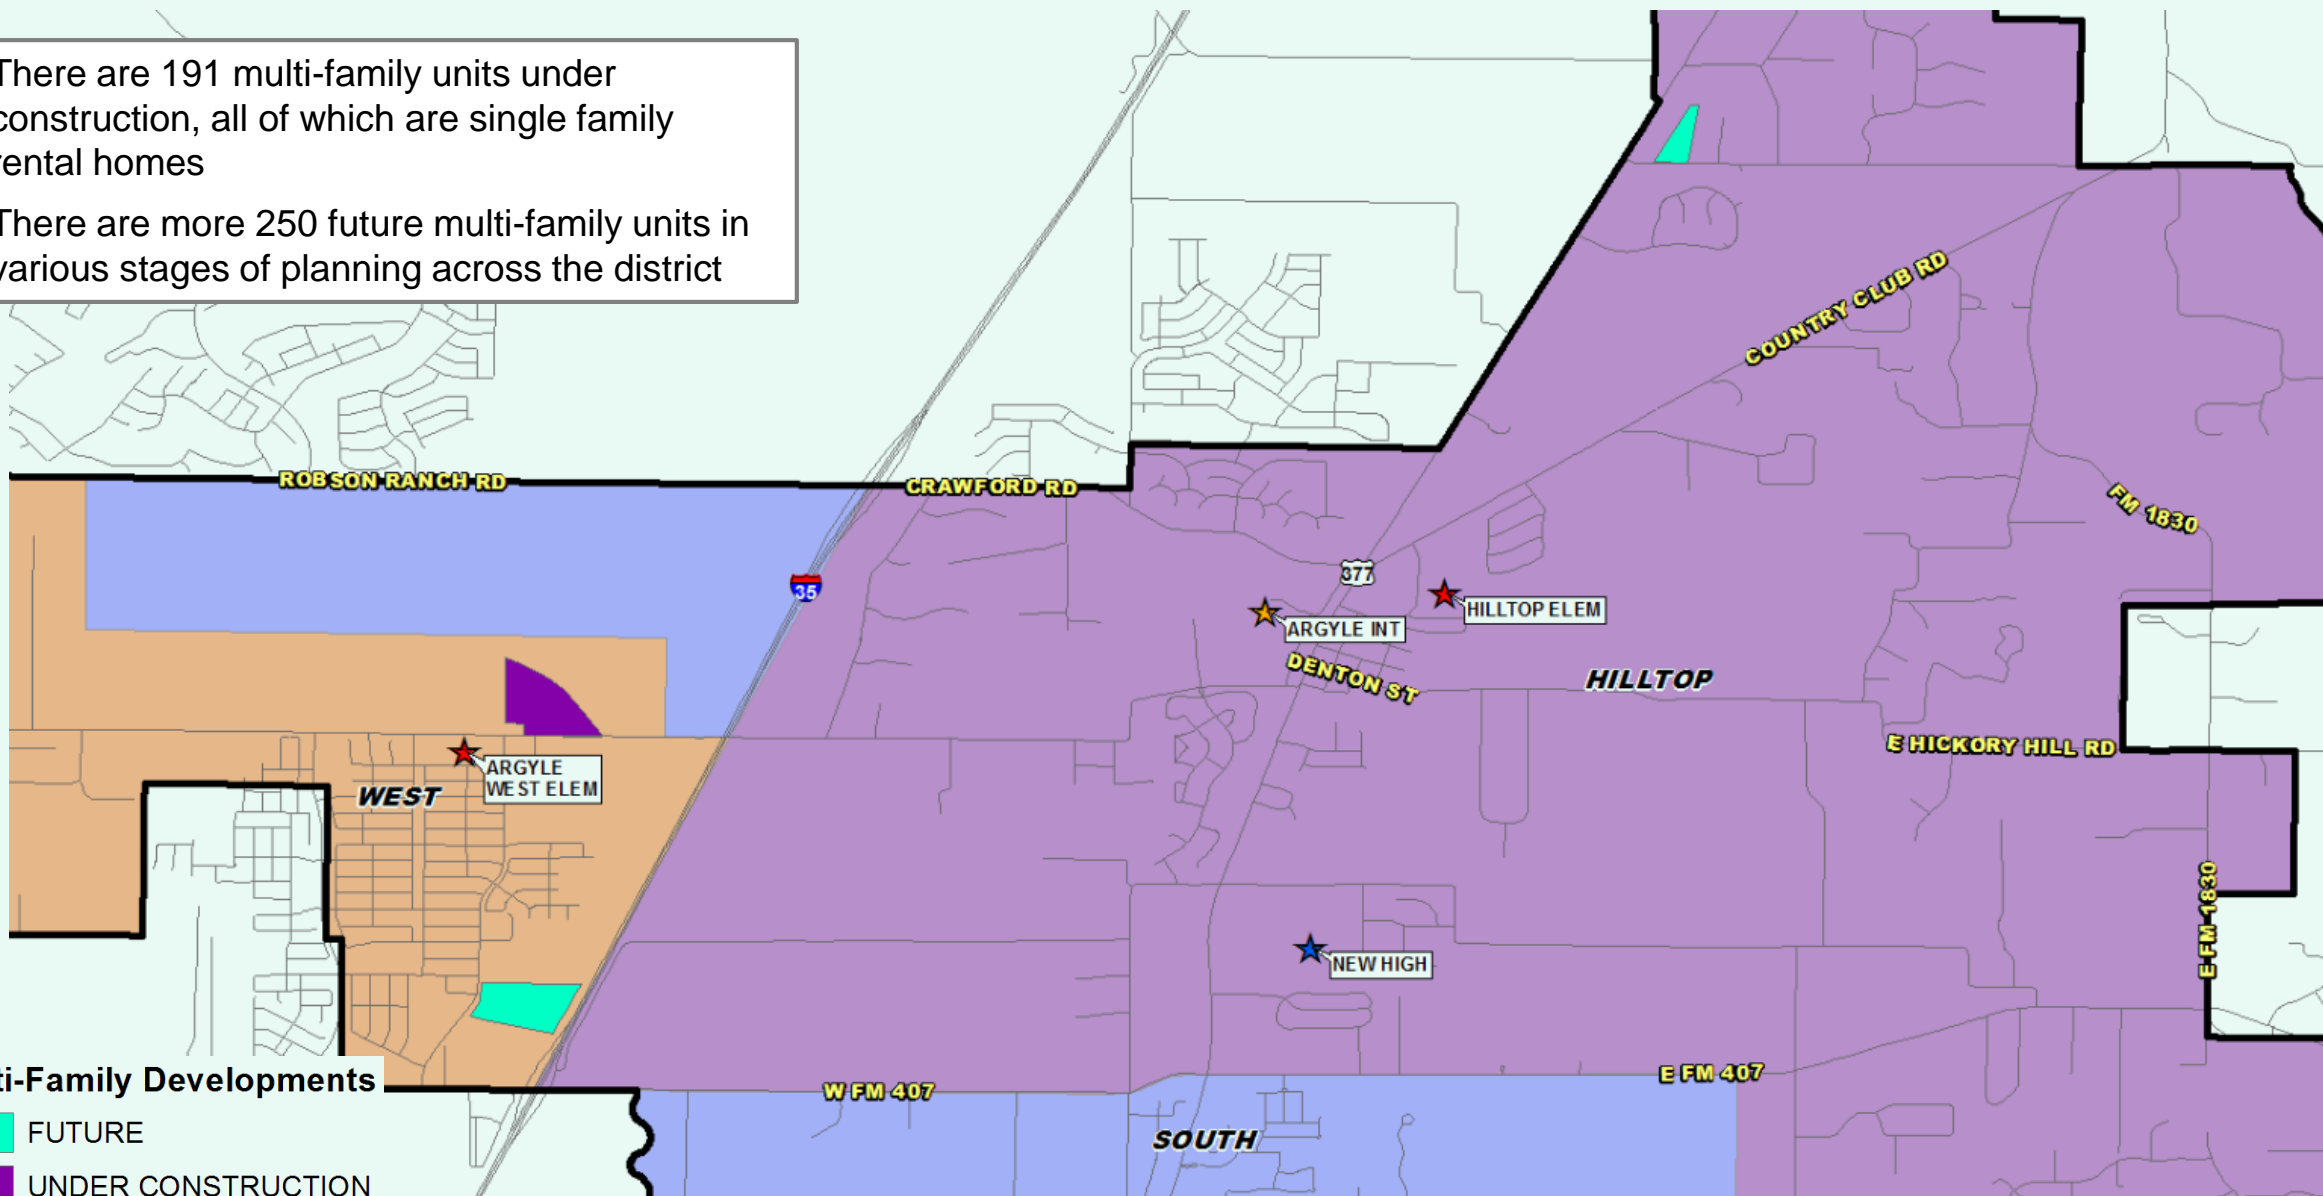 There are 191 multi-family units under
construction, all of which are single family
rental homes
There are more 250 future multi-family units in
various stages of planning across the district
COUNTRY CLUB RD
ROBSON RANCH RD
CRAWFORD RD
FM 1830
35
377
HILLTOP ELEM
ARGYLE INT
DENTON ST
HILLTOP
E HICKORY HILL RD
ARGYLE
WEST ELEM
WEST
E FM 1830
NEW HIGH
E FM 407
W FM 407
SOUTH
ti-Family Developments
FUTURE
UNDER CONSTRUCTION